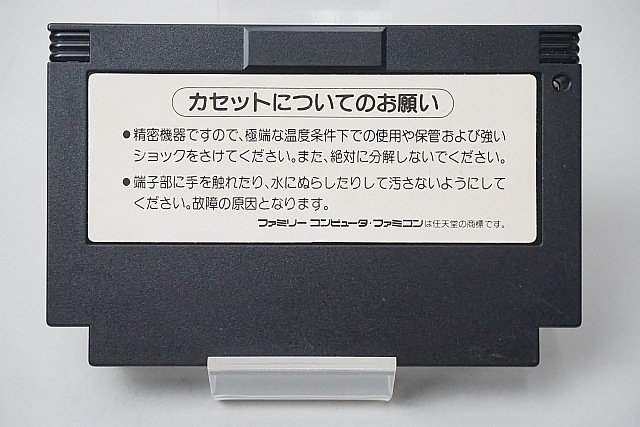 カセットについてのお願い
●精密機器ですので、極端な温度条件下での使用や保管および強い
ショックをさけてください。また、絶対に分解しないでください。
●端子部に手を触れたり、水にぬらしたりして汚さないようにして
ください。故障の原因となります。
ファミリー コンピュータ・ファミコンは任天堂の商標です。